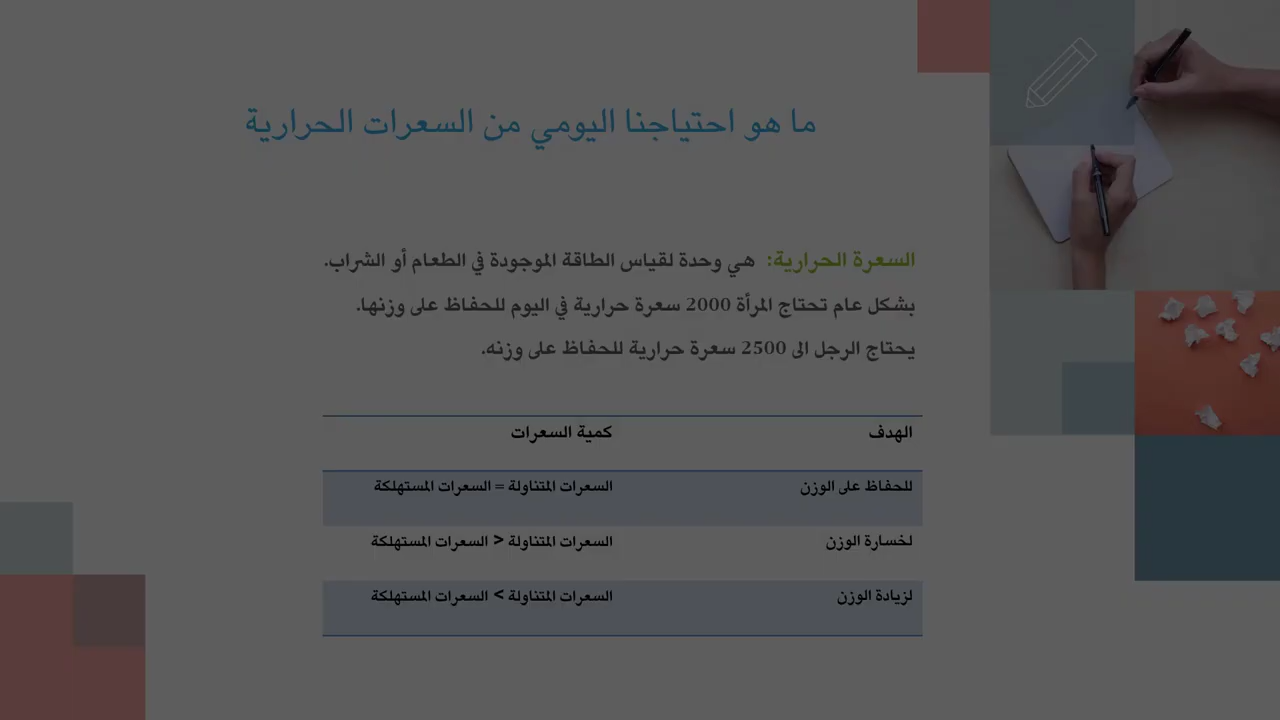 ما هو احتياجنا اليومي من السعرات الحرارية
السعرة الحرارية: هي وحدة لقياس الطاقة الموجودة في الطعام أو الشراب.
بشكل عام تحتاج المرأة 2000 سعرة حرارية في اليوم للحفاظ على وزنها.
يحتاج الرجل الى 2500 سعرة حرارية للحفاظ على وزنه.
الهدف كمية السعرات
للحفاظ على الوزن السعرات المتناولة = السعرات المستهلكة
لخسارة الوزن السعرات المتناولة < السعرات المستهلكة
لزيادة الوزن السعرات المتناولة > السعرات المستهلكة